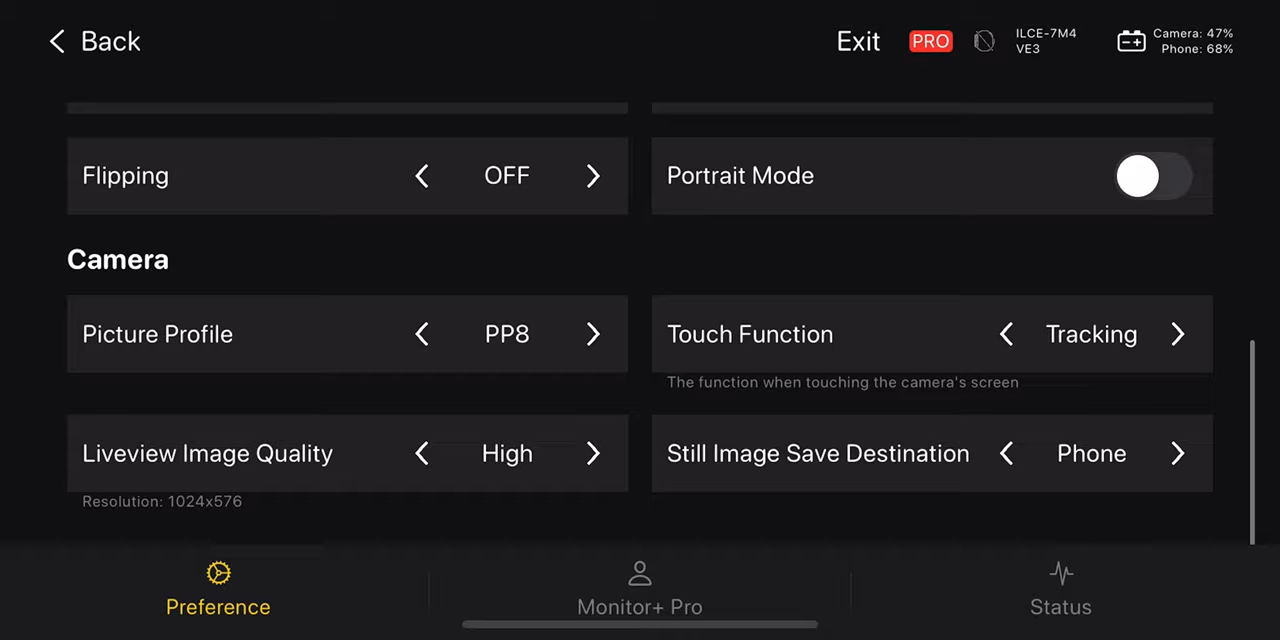 Back
Exit
PRO
ILCE-7M4
VE3
Camera: 47%
Phone: 68%
Flipping
OFF
Portrait Mode
Camera
Picture Profile
PP8
Touch Function
Tracking
The function when touching the camera's screen
Liveview Image Quality
High
Still Image Save Destination
Phone
Resolution: 1024x576
Preference
Monitor+ Pro
Status